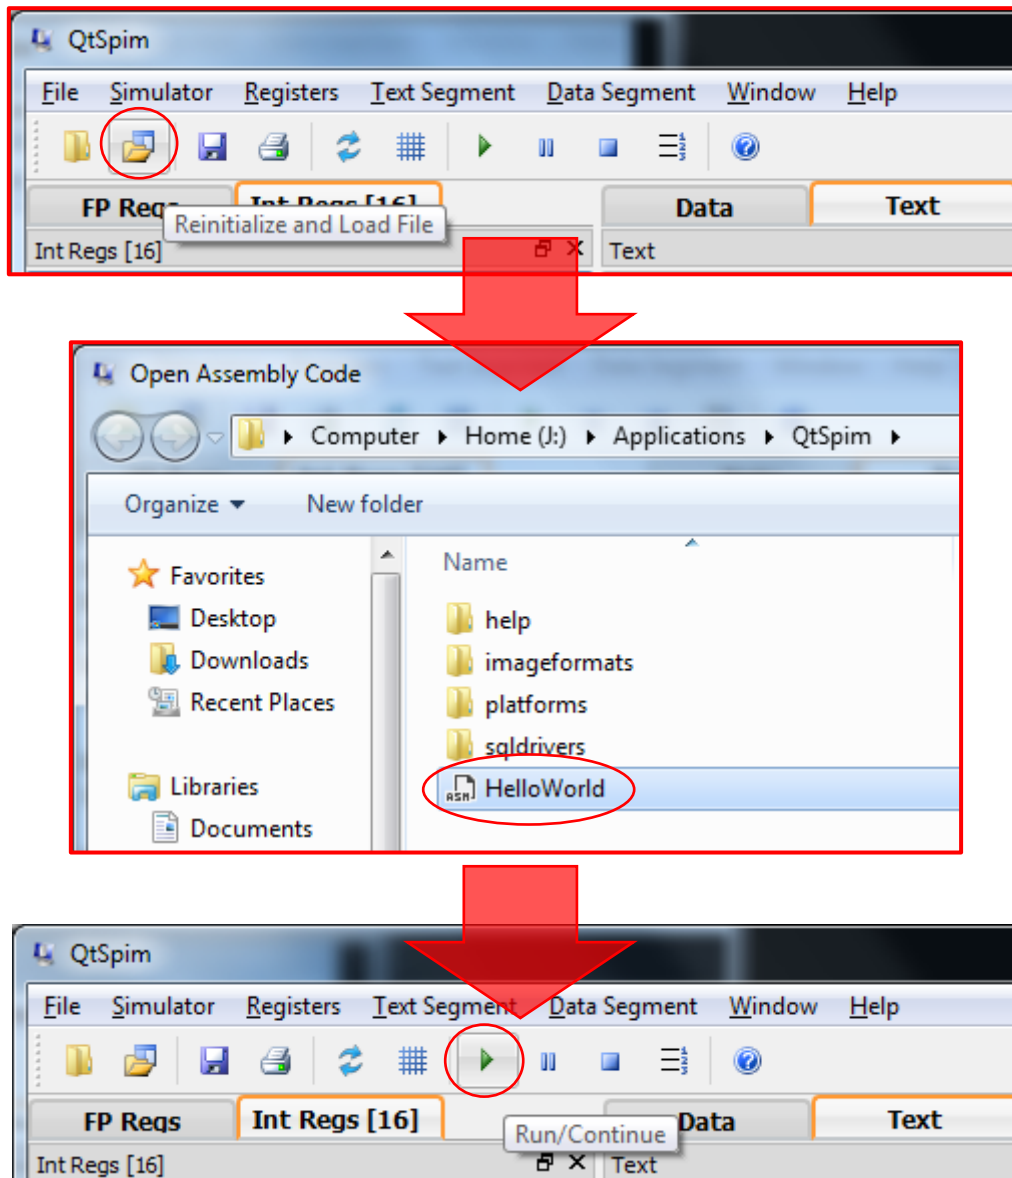 QtSpim
File Simulator Registers Text Segment Data Segment Window Help
FP Regs Int Regs [16] Data Text
Reinitialize and Load File
Int Regs [16] Text
Open Assembly Code
Computer Home (J:) Applications QtSpim
Organize New folder
Favorites
Desktop
Downloads
Recent Places
Libraries
Documents
Name
help
imageformats
platforms
sqldrivers
ASM HelloWorld
QtSpim
File Simulator Registers Text Segment Data Segment Window Help
FP Regs Int Regs [16] Data Text
Run/Continue
Int Regs [16] Text